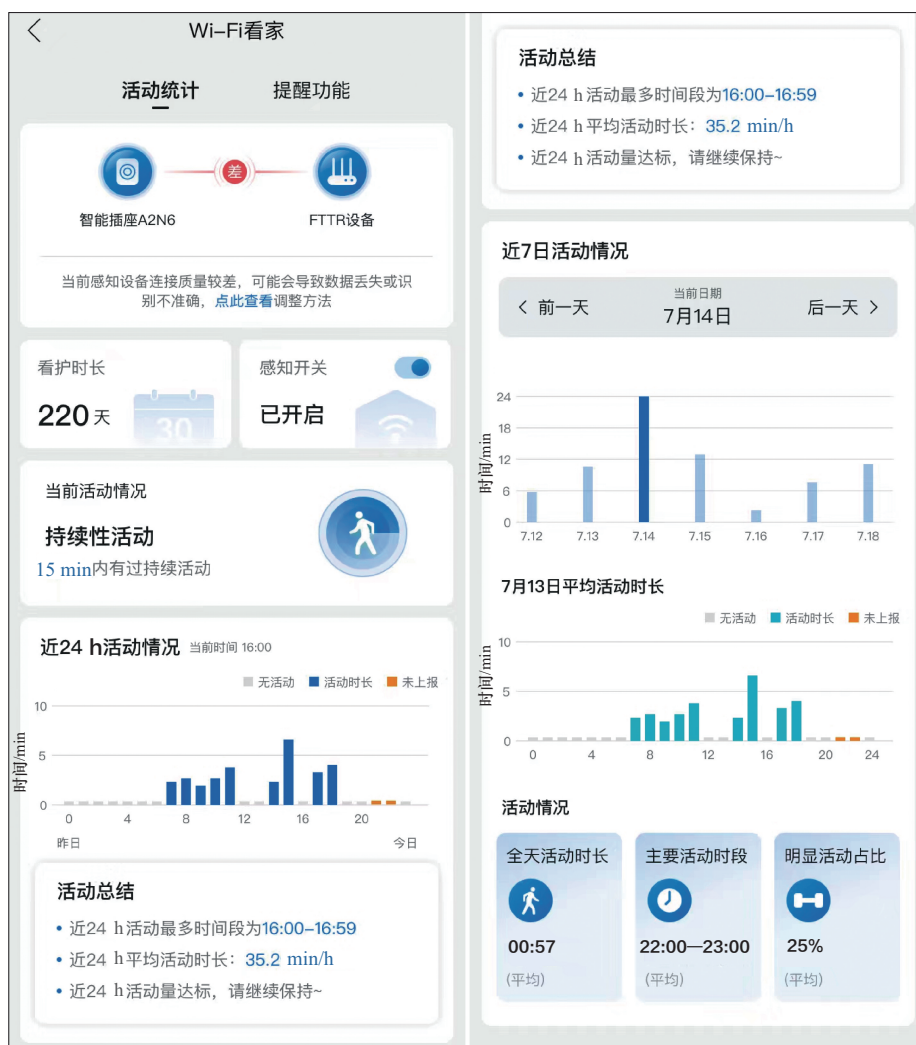 Wi-Fi看家
活动统计 提醒功能
差
智能插座A2N6 FTTR设备
当前感知设备连接质量较差，可能会导致数据丢失或识
别不准确，点此查看调整方法
看护时长
220 天
30
感知开关
已开启
当前活动情况
持续性活动
15 min内有过持续活动
近24 h活动情况 当前时间 16:00
无活动 活动时长 未上报
时间/min
10
5
0
0 4 8 12 16 20
昨日 今日
活动总结
• 近24 h活动最多时间段为16:00–16:59
• 近24 h平均活动时长：35.2 min/h
• 近24 h活动量达标，请继续保持~
活动总结
• 近24 h活动最多时间段为16:00–16:59
• 近24 h平均活动时长：35.2 min/h
• 近24 h活动量达标，请继续保持~
近7日活动情况
< 前一天
当前日期
7月14日
后一天 >
时间/min
24
18
12
6
0
7.12 7.13 7.14 7.15 7.16 7.17 7.18
7月13日平均活动时长
无活动 活动时长 未上报
时间/min
10
5
0
0 4 8 12 16 20 24
活动情况
全天活动时长
00:57
(平均)
主要活动时段
22:00—23:00
(平均)
明显活动占比
25%
(平均)